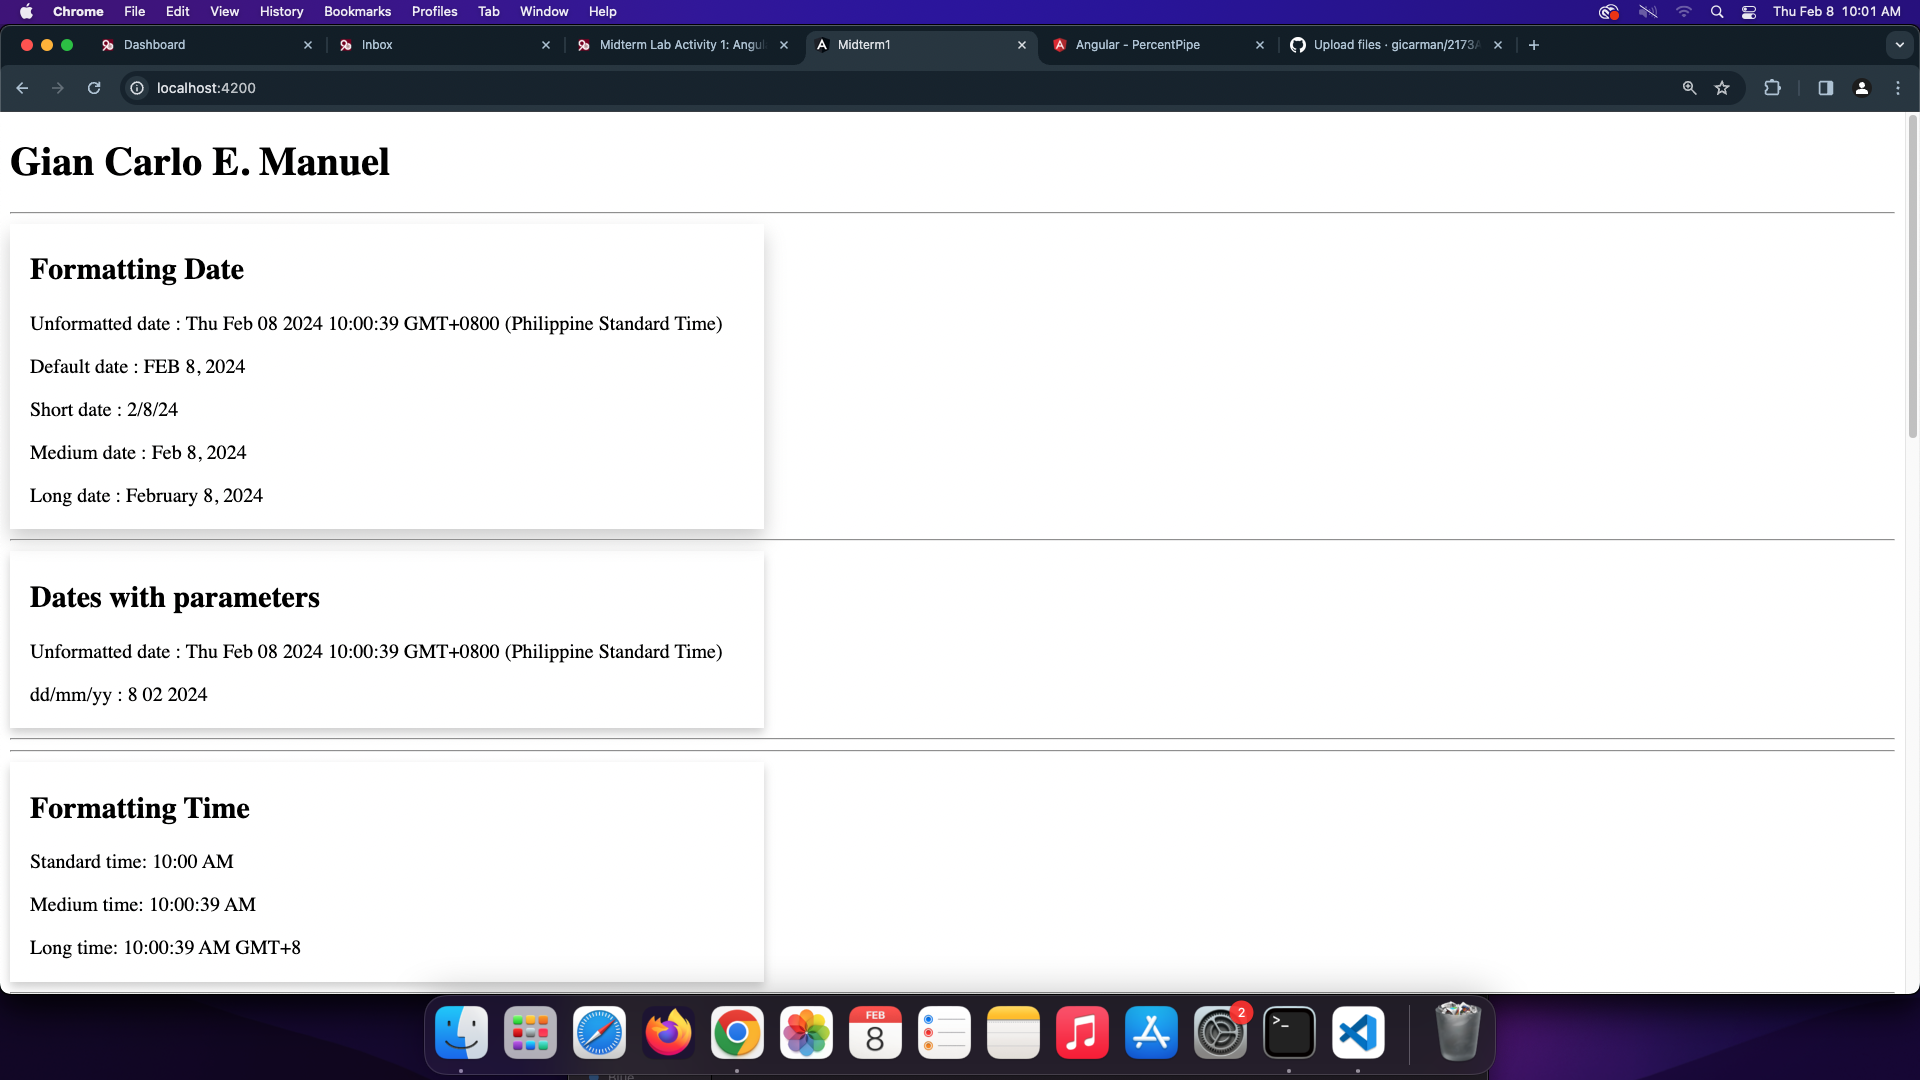 Chrome File Edit View History Bookmarks Profiles Tab Window Help Thu Feb 8 10:01 AM
Dashboard Inbox Midterm Lab Activity 1: Angul Midterm1 Angular - PercentPipe Upload files · gicarman/2173A
localhost:4200
Gian Carlo E. Manuel
Formatting Date
Unformatted date : Thu Feb 08 2024 10:00:39 GMT+0800 (Philippine Standard Time)
Default date : FEB 8, 2024
Short date : 2/8/24
Medium date : Feb 8, 2024
Long date : February 8, 2024
Dates with parameters
Unformatted date : Thu Feb 08 2024 10:00:39 GMT+0800 (Philippine Standard Time)
dd/mm/yy : 8 02 2024
Formatting Time
Standard time: 10:00 AM
Medium time: 10:00:39 AM
Long time: 10:00:39 AM GMT+8
FEB
8
2
>_